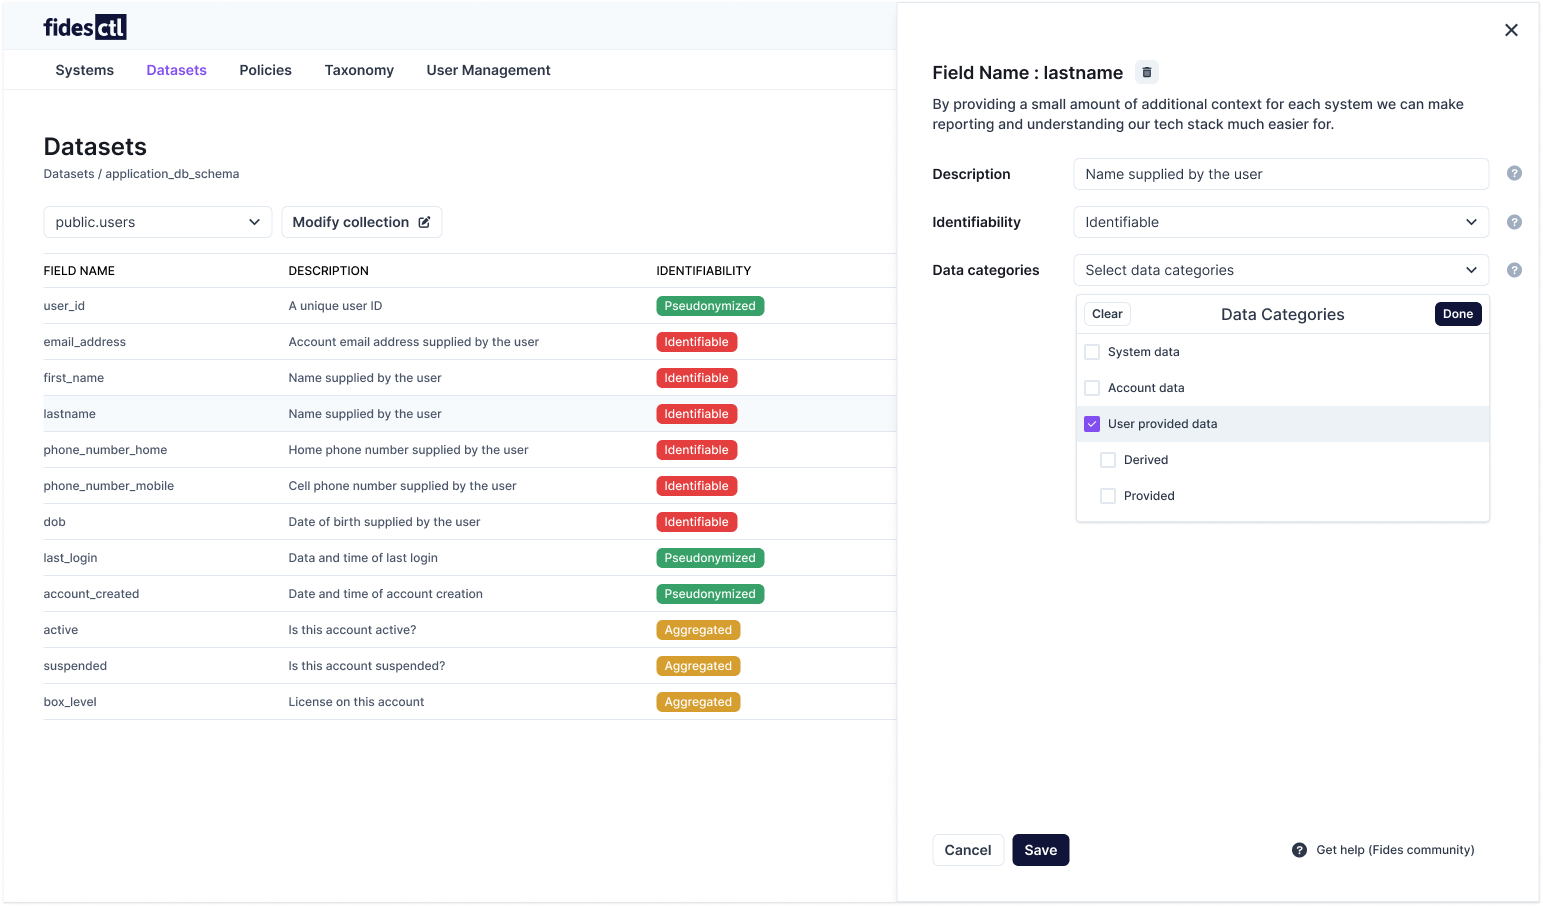 fidesctl
Systems Datasets Policies Taxonomy User Management
Datasets
Datasets / application_db_schema
public.users Modify collection
FIELD NAME DESCRIPTION IDENTIFIABILITY
user_id A unique user ID Pseudonymized
email_address Account email address supplied by the user Identifiable
first_name Name supplied by the user Identifiable
lastname Name supplied by the user Identifiable
phone_number_home Home phone number supplied by the user Identifiable
phone_number_mobile Cell phone number supplied by the user Identifiable
dob Date of birth supplied by the user Identifiable
last_login Data and time of last login Pseudonymized
account_created Date and time of account creation Pseudonymized
active Is this account active? Aggregated
suspended Is this account suspended? Aggregated
box_level License on this account Aggregated
Field Name : lastname
By providing a small amount of additional context for each system we can make
reporting and understanding our tech stack much easier for.
Description Name supplied by the user ?
Identifiability Identifiable ?
Data categories Select data categories ?
Clear Data Categories Done
System data
Account data
User provided data
Derived
Provided
Cancel Save ? Get help (Fides community)